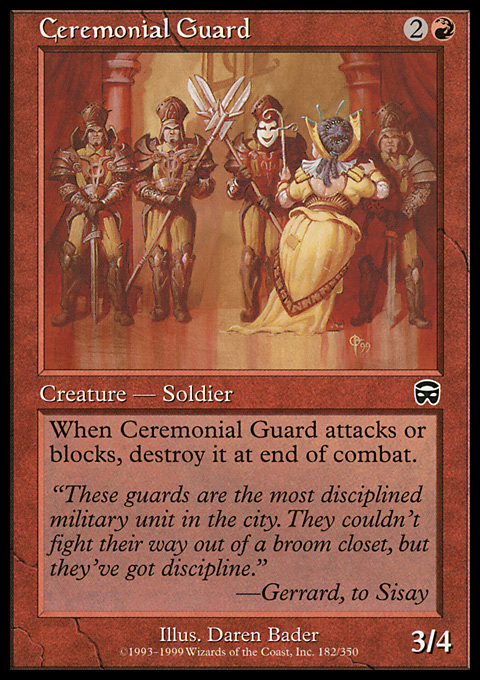 Ceremonial Guard 2
99
Creature — Soldier
When Ceremonial Guard attacks or
blocks, destroy it at end of combat.
“These guards are the most disciplined
military unit in the city. They couldn’t
fight their way out of a broom closet, but
they’ve got discipline.”
—Gerrard, to Sisay
Illus. Daren Bader
©1993–1999 Wizards of the Coast, Inc. 182/350
3/4